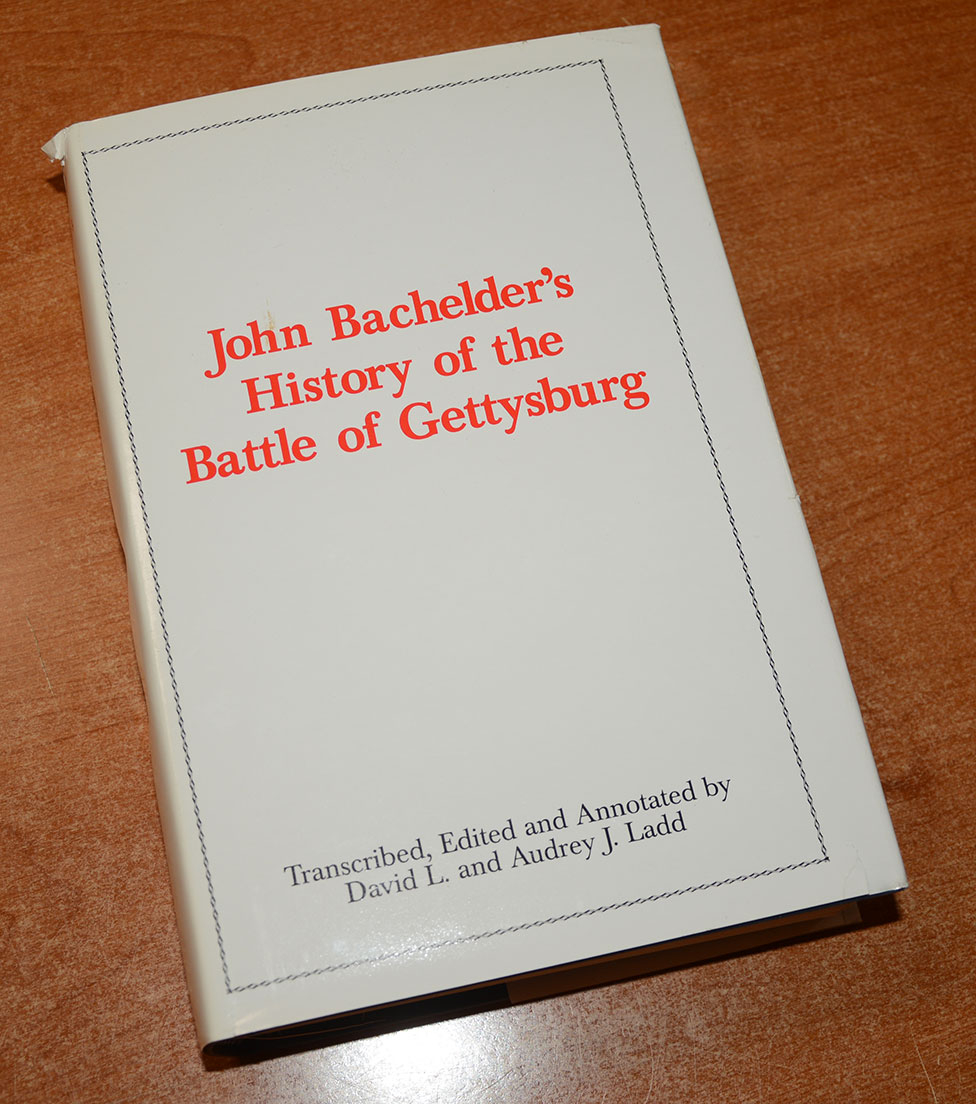 John Bachelder's
History of the
Battle of Gettysburg
Transcribed, Edited and Annotated by
David L. and Audrey J. Ladd